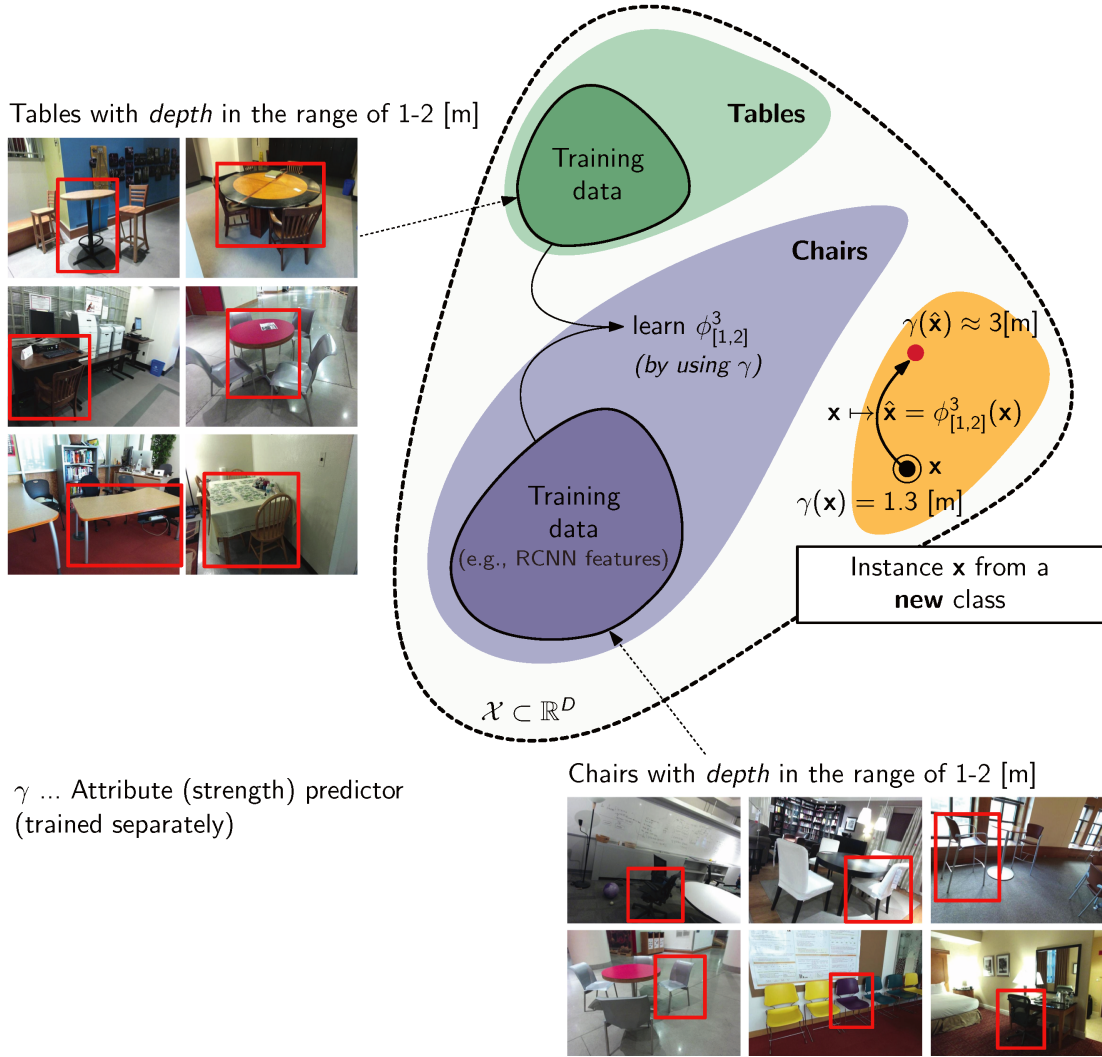 Tables with depth in the range of 1-2 [m]
Tables
Training
data
Chairs
learn ϕ³[1,2]
(by using γ)
γ(x̂) ≈ 3[m]
x ↦ x̂ = ϕ³[1,2](x)
x
γ(x) = 1.3 [m]
Training
data
(e.g., RCNN features)
Instance x from a
new class
𝒳 ⊂ ℝᴰ
γ ... Attribute (strength) predictor
(trained separately)
Chairs with depth in the range of 1-2 [m]